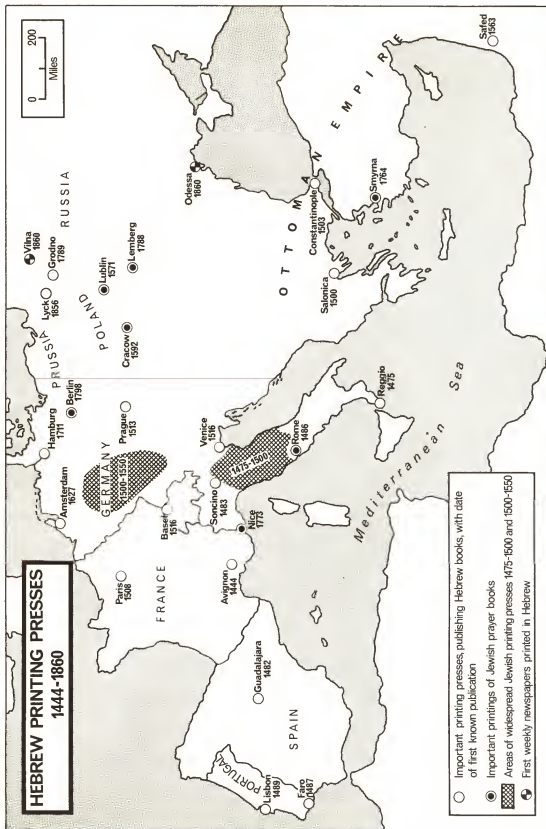 HEBREW PRINTING PRESSES
1444-1860
0 200
Miles
Safed
1563
RUSSIA
Vilna
1860
Grodno
1789
Lyck
1856
PRUSSIA
POLAND
Lublin
1571
Lemberg
1788
Cracow
1592
Odessa
1860
OTTOMAN EMPIRE
Constantinople
1503
Smyrna
1764
Salonica
1500
Hamburg
1711
Berlin
1798
Amsterdam
1627
GERMANY
1500-1550
Prague
1513
Basel
1516
Venice
1516
Soncino
1483
1475-1500
Rome
1486
Reggio
1475
Nice
1773
Paris
1508
FRANCE
Avignon
1444
Guadalajara
1482
SPAIN
PORTUGAL
Lisbon
1489
Faro
1487
Mediterranean Sea
Important printing presses, publishing Hebrew books, with date
of first known publication
Important printings of Jewish prayer books
Areas of widespread Jewish printing presses 1475-1500 and 1500-1550
First weekly newspapers printed in Hebrew